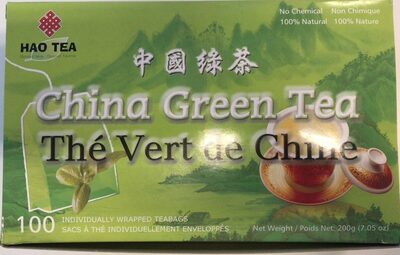 HAO TEA
No Chemical · Non Chimique
100% Natural · 100% Nature
中國綠茶
China Green Tea
Thé Vert de Chine
100 INDIVIDUALLY WRAPPED TEABAGS
SACS À THÉ INDIVIDUELLEMENT ENVELOPPÉS
Net Weight / Poids Net: 200g (7.05 oz)